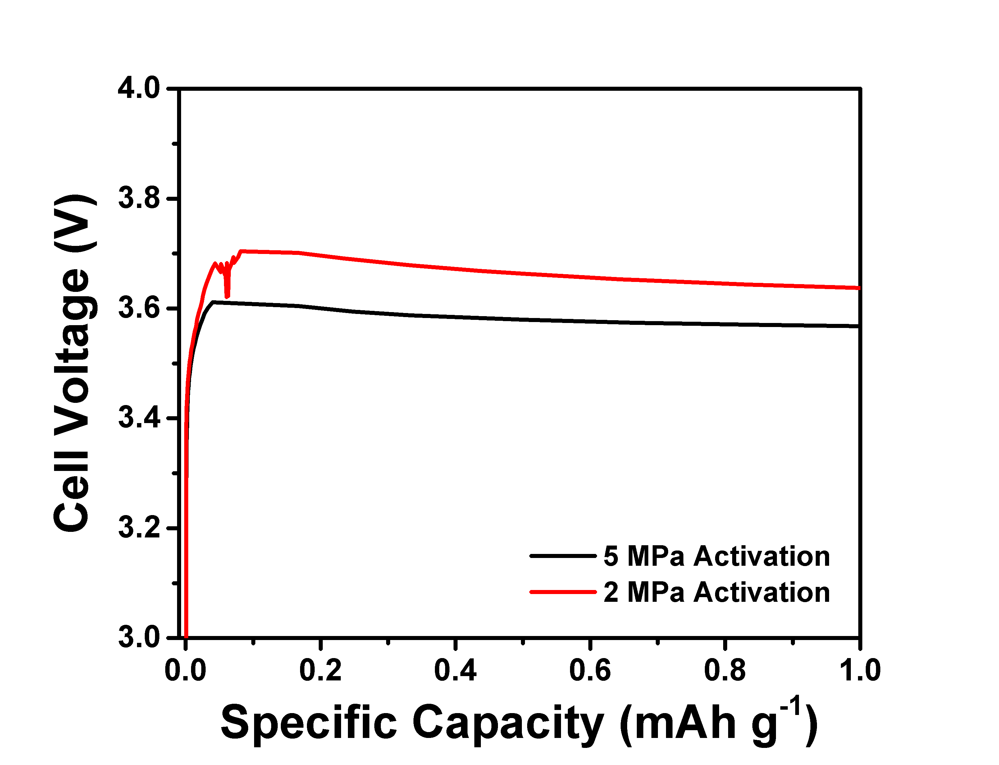 4.0
3.8
3.6
3.4
3.2
3.0
Cell Voltage (V)
5 MPa Activation
2 MPa Activation
0.0 0.2 0.4 0.6 0.8 1.0
Specific Capacity (mAh g⁻¹)